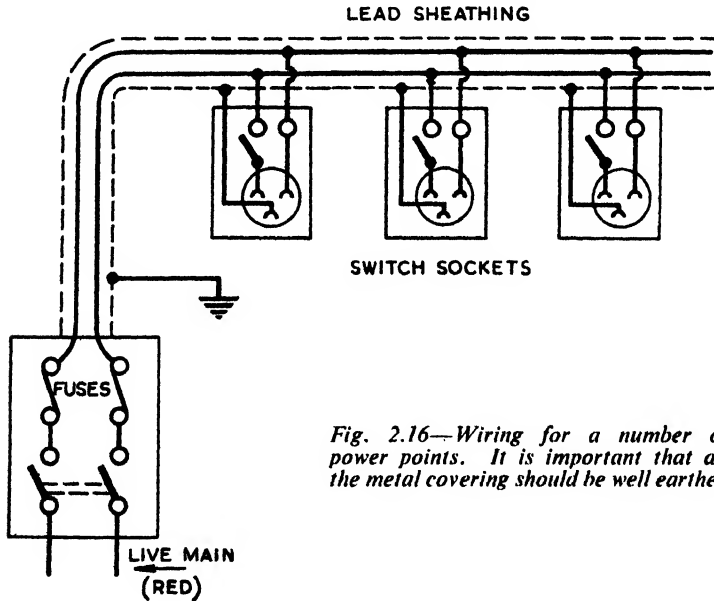 LEAD SHEATHING
SWITCH SOCKETS
FUSES
Fig. 2.16—Wiring for a number
power points. It is important that
the metal covering should be well
LIVE MAIN
(RED)